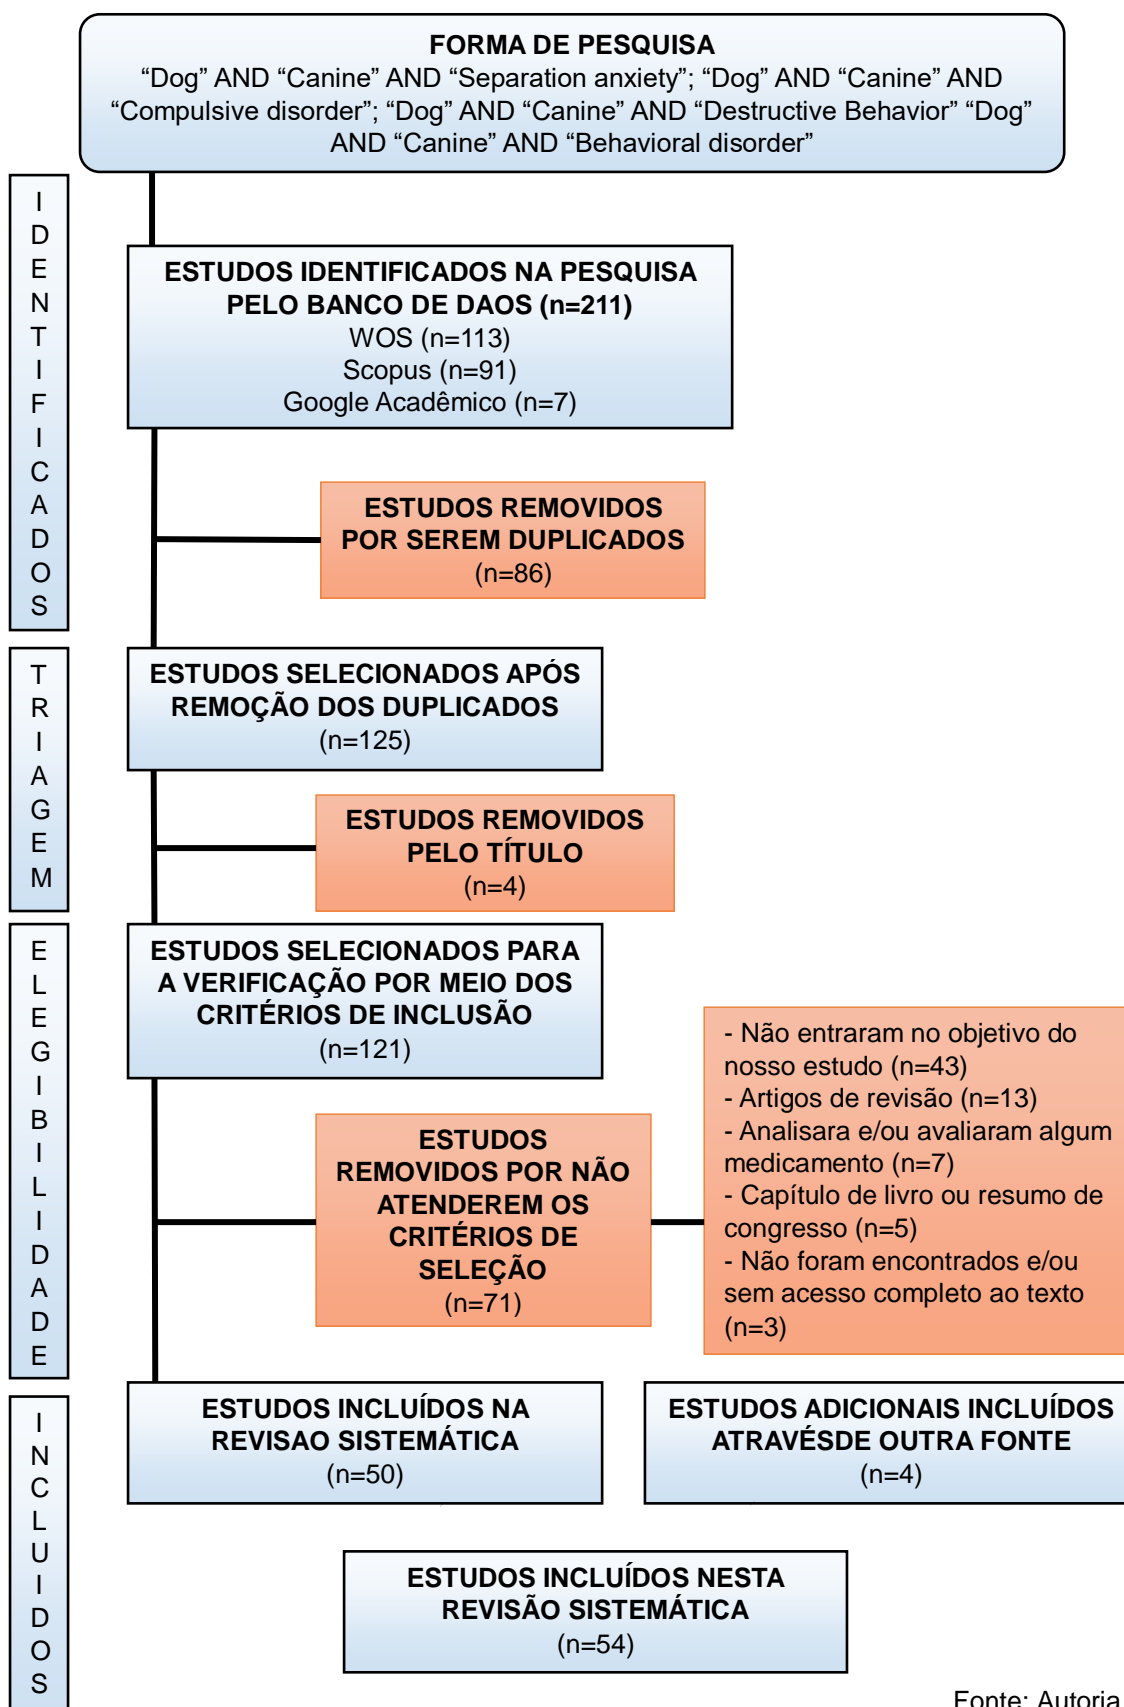 FORMA DE PESQUISA
“Dog” AND “Canine” AND “Separation anxiety”; “Dog” AND “Canine” AND
“Compulsive disorder”; “Dog” AND “Canine” AND “Destructive Behavior” “Dog”
AND “Canine” AND “Behavioral disorder”
IDENTIFICADOS
ESTUDOS IDENTIFICADOS NA PESQUISA
PELO BANCO DE DAOS (n=211)
WOS (n=113)
Scopus (n=91)
Google Acadêmico (n=7)
ESTUDOS REMOVIDOS
POR SEREM DUPLICADOS
(n=86)
TRIAGEM
ESTUDOS SELECIONADOS APÓS
REMOÇÃO DOS DUPLICADOS
(n=125)
ESTUDOS REMOVIDOS
PELO TÍTULO
(n=4)
ELEGIBILIDADE
ESTUDOS SELECIONADOS PARA
A VERIFICAÇÃO POR MEIO DOS
CRITÉRIOS DE INCLUSÃO
(n=121)
ESTUDOS
REMOVIDOS POR NÃO
ATENDEREM OS
CRITÉRIOS DE
SELEÇÃO
(n=71)
- Não entraram no objetivo do
nosso estudo (n=43)
- Artigos de revisão (n=13)
- Analisara e/ou avaliaram algum
medicamento (n=7)
- Capítulo de livro ou resumo de
congresso (n=5)
- Não foram encontrados e/ou
sem acesso completo ao texto
(n=3)
INCLUIDOS
ESTUDOS INCLUÍDOS NA
REVISAO SISTEMÁTICA
(n=50)
ESTUDOS ADICIONAIS INCLUÍDOS
ATRAVÉSDE OUTRA FONTE
(n=4)
ESTUDOS INCLUÍDOS NESTA
REVISÃO SISTEMÁTICA
(n=54)
Fonte: Autoria